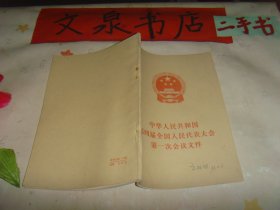 文泉书店
二手书
中华人民共和国
第四届全国人民代表大会
第一次会议文件